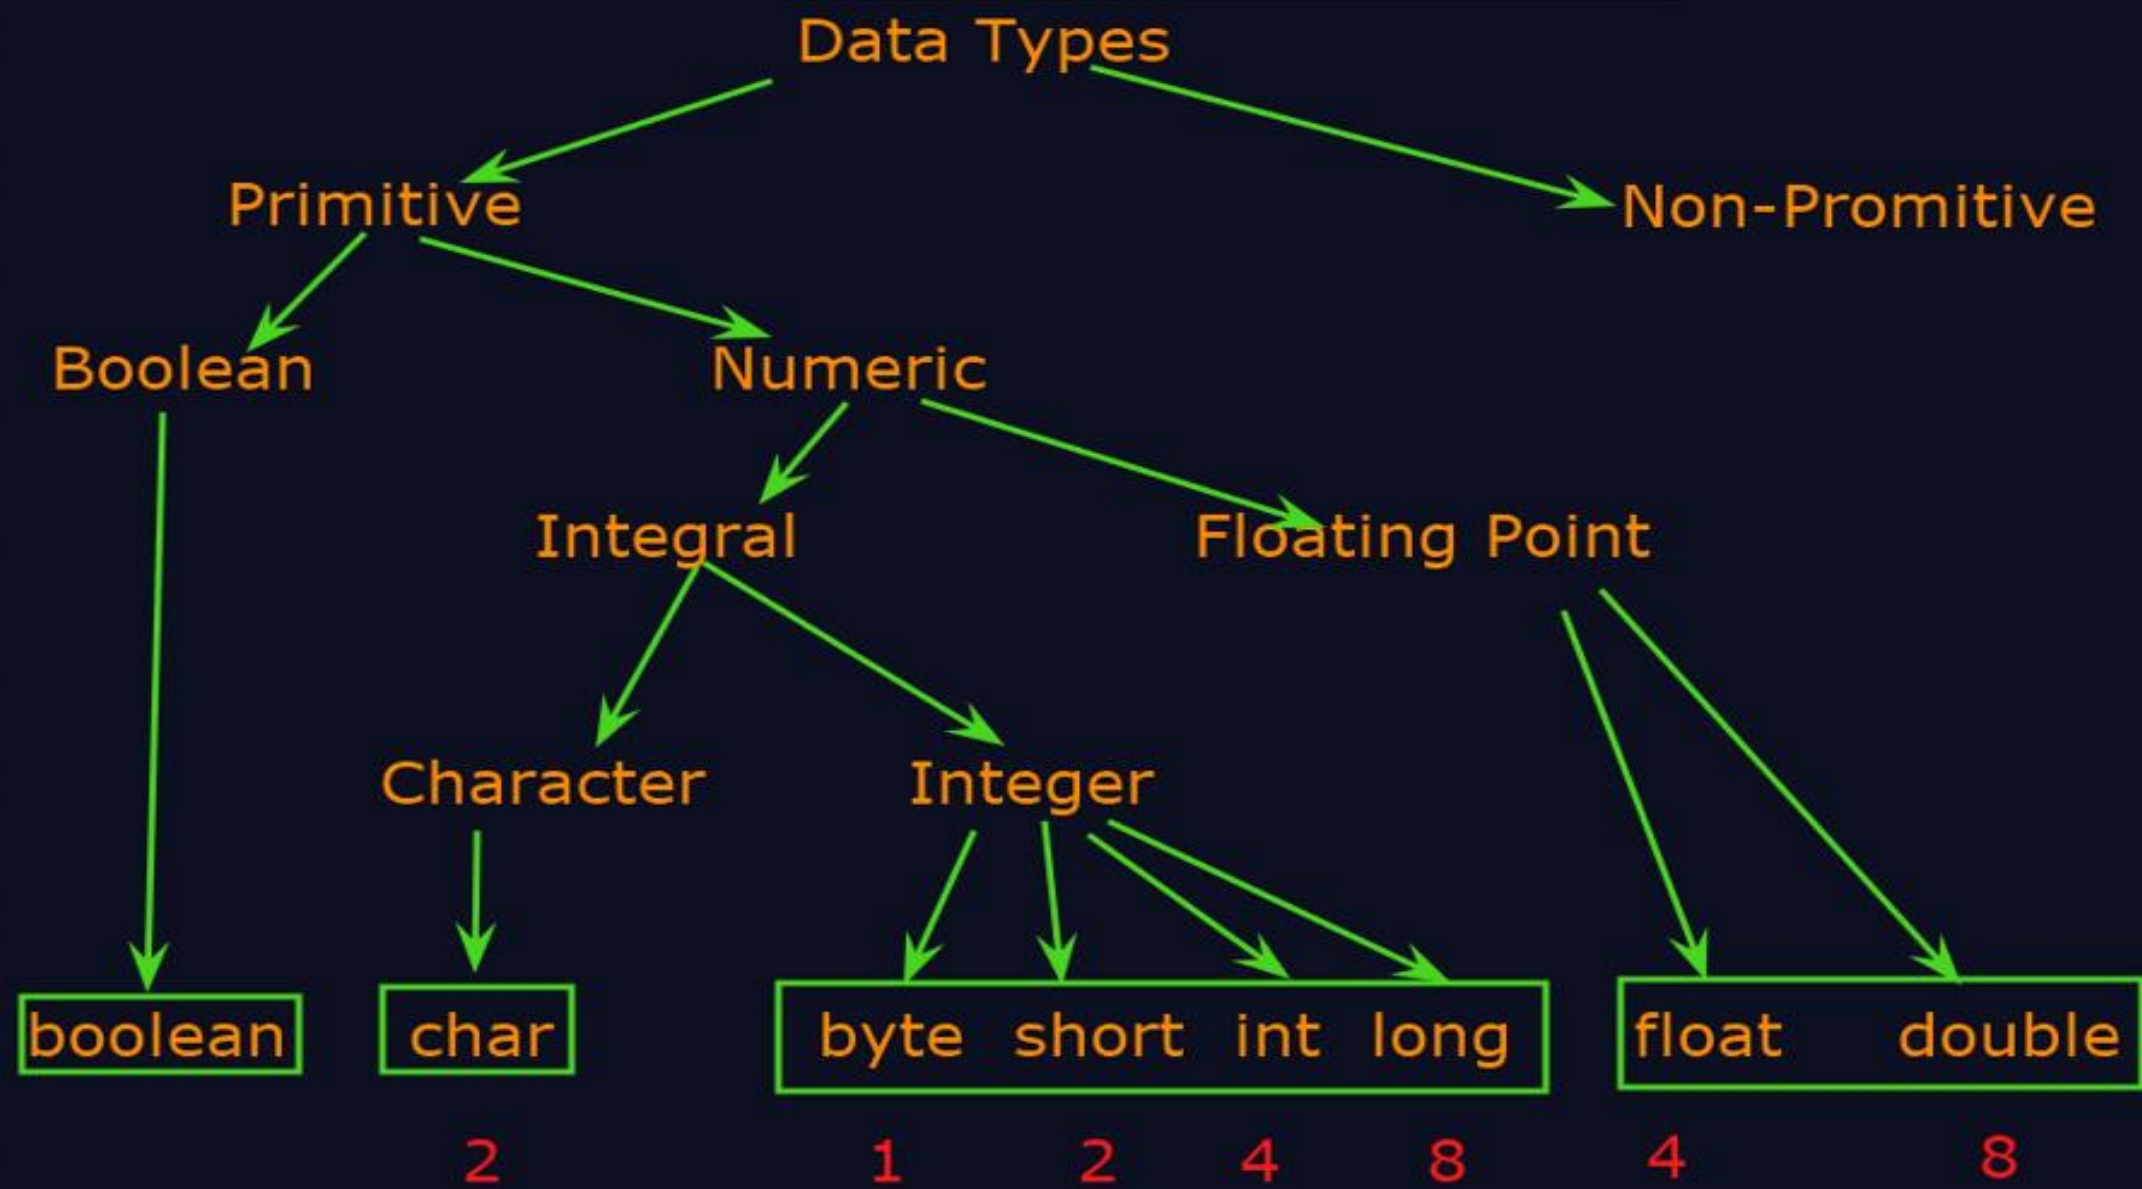 Data Types
Primitive Non-Promitive
Boolean Numeric
Integral Floating Point
Character Integer
boolean char byte short int long float double
2 1 2 4 8 4 8